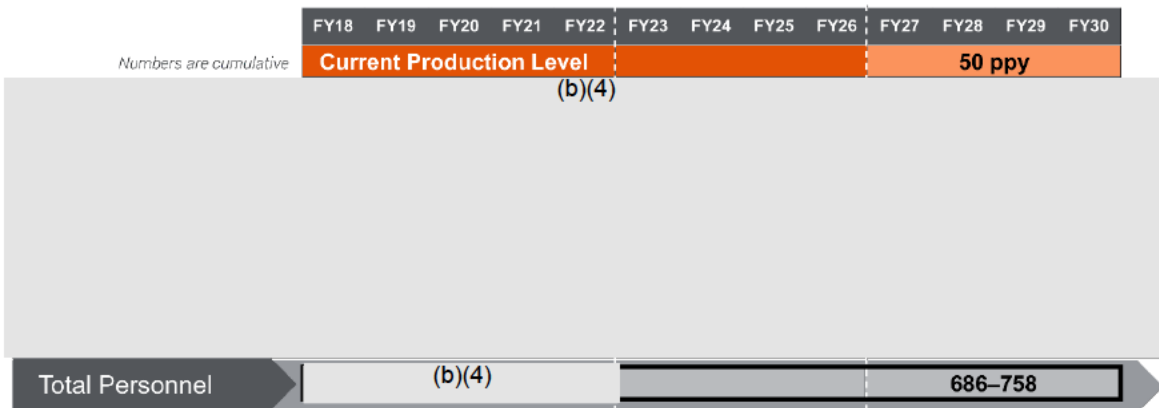 FY18 FY19 FY20 FY21 FY22 FY23 FY24 FY25 FY26 FY27 FY28 FY29 FY30
Numbers are cumulative Current Production Level 50 ppy
(b)(4)
Total Personnel (b)(4) 686–758